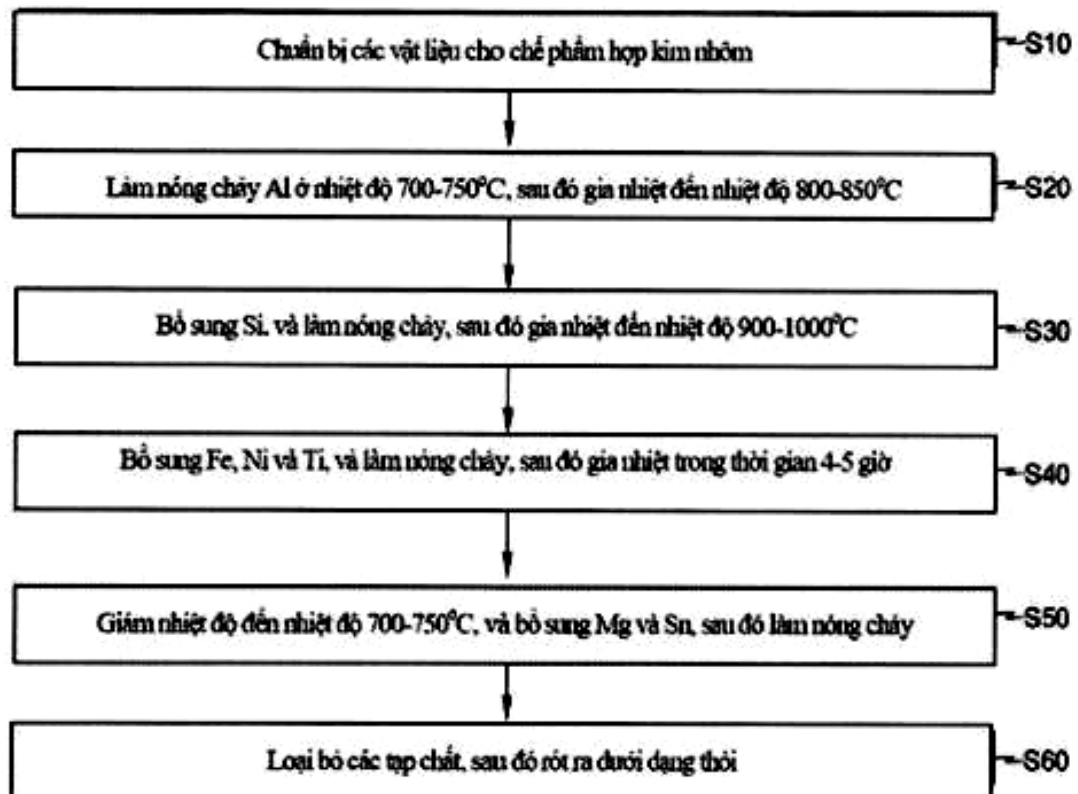 Chuẩn bị các vật liệu cho chế phẩm hợp kim nhôm
S10
Làm nóng chảy Al ở nhiệt độ 700-750°C, sau đó gia nhiệt đến nhiệt độ 800-850°C
S20
Bổ sung Si. và làm nóng chảy, sau đó gia nhiệt đến nhiệt độ 900-1000°C
S30
Bổ sung Fe, Ni và Ti, và làm nóng chảy, sau đó gia nhiệt trong thời gian 4-5 giờ
S40
Giảm nhiệt độ đến nhiệt độ 700-750°C, và bổ sung Mg và Sn, sau đó làm nóng chảy
S50
Loại bỏ các tạp chất, sau đó rót ra dưới dạng thỏi
S60